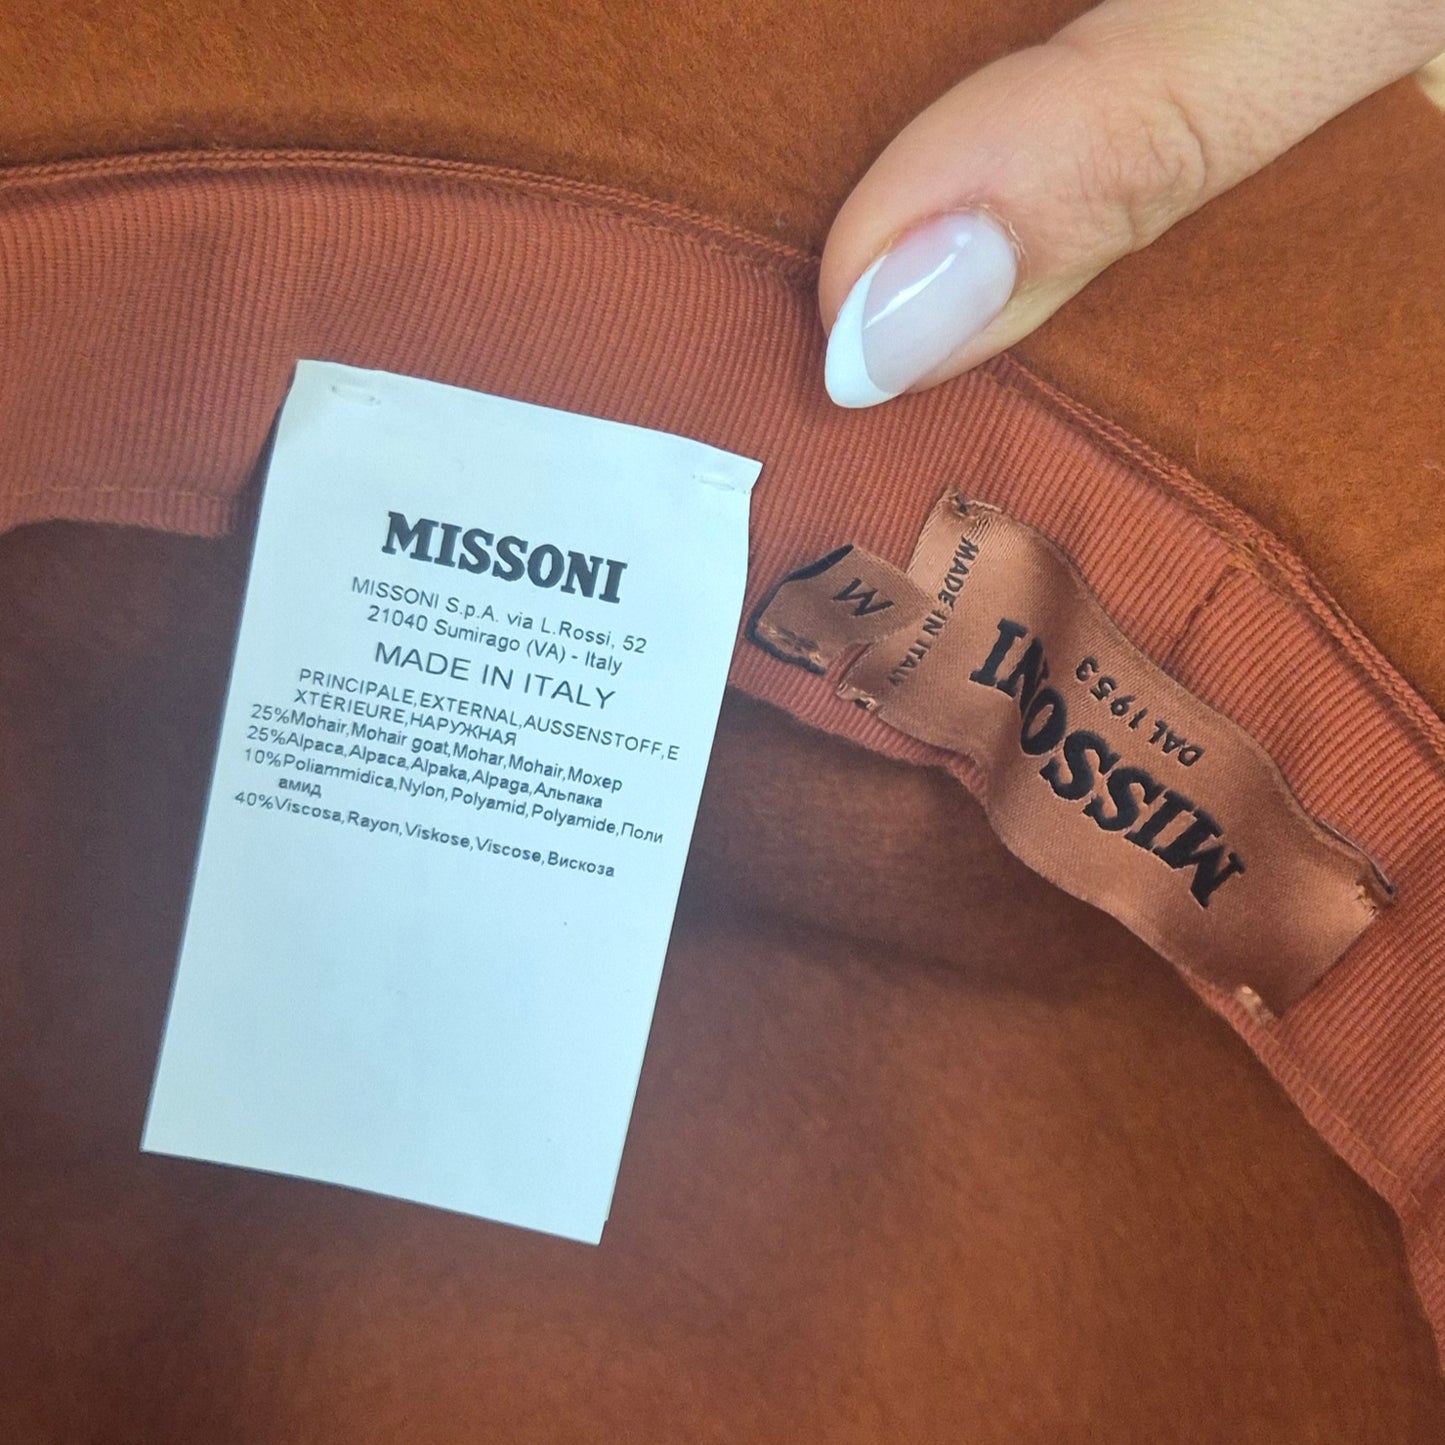 MISSONI
MISSONI S.p.A. via L.Rossi, 52
21040 Sumirago (VA) - Italy
MADE IN ITALY
PRINCIPALE,EXTERNAL,AUSSENSTOFF,E
XTÉRIEURE,НАРУЖНАЯ
25%Mohair,Mohair goat,Mohar,Mohair,Мохер
25%Alpaca,Alpaca,Alpaka,Alpaga,Альпака
10%Poliammidica,Nylon,Polyamid,Polyamide,Поли
амид
40%Viscosa,Rayon,Viskose,Viscose,Вискоза
M
MADE IN ITALY
MISSONI
DAL 1953